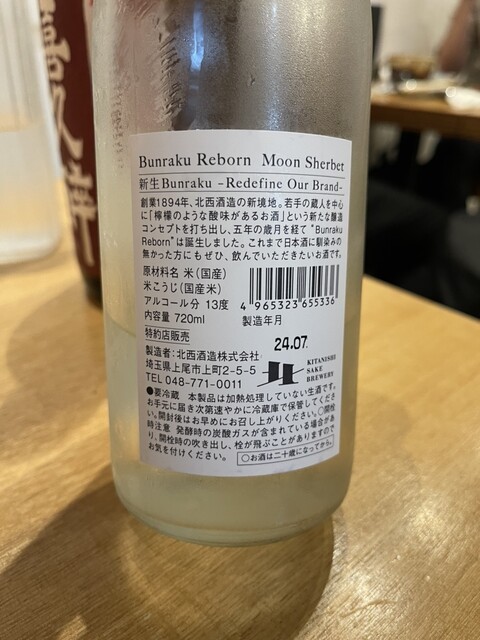 喜久酔
Bunraku Reborn Moon Sherbet
新生Bunraku -Redefine Our Brand-
創業1894年、北西酒造の新境地。若手の蔵人を中心
に「檸檬のような酸味があるお酒」という新たな醸造
コンセプトを打ち出し、五年の歳月を経て "Bunraku
Reborn"は誕生しました。これまで日本酒に馴染みの
無かった方にもぜひ、飲んでいただきたいお酒です。
原材料名 米(国産)
米こうじ(国産米)
アルコール分 13度
内容量 720ml
特約店販売
4 965323 655336
製造年月
24.07
製造者:北西酒造株式会社
埼玉県上尾市上町2-5-5
TEL 048-771-0011
KITANISHI
SAKE
BREWERY
●要冷蔵 本製品は加熱処理していない生酒です。
お手元に届き次第速やかに冷蔵庫で保管してくださ
い。開封後はお早めにお召し上がりください。○開栓
時注意 発酵時の炭酸ガスが含まれている場合があ
り、開栓時の吹き出し、栓が飛ぶことがありますので
お気を付けください。
○お酒は二十歳になってから。